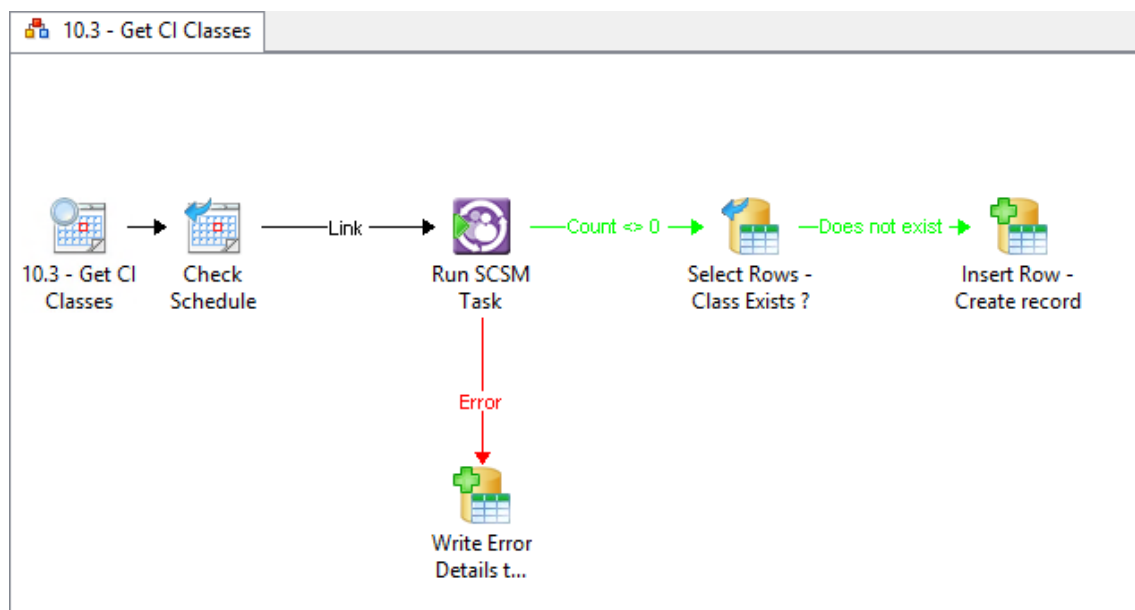 10.3 - Get CI Classes
10.3 - Get CI
Classes
Check
Schedule
Link
Run SCSM
Task
Count <> 0
Select Rows -
Class Exists ?
Does not exist
Insert Row -
Create record
Error
Write Error
Details t...